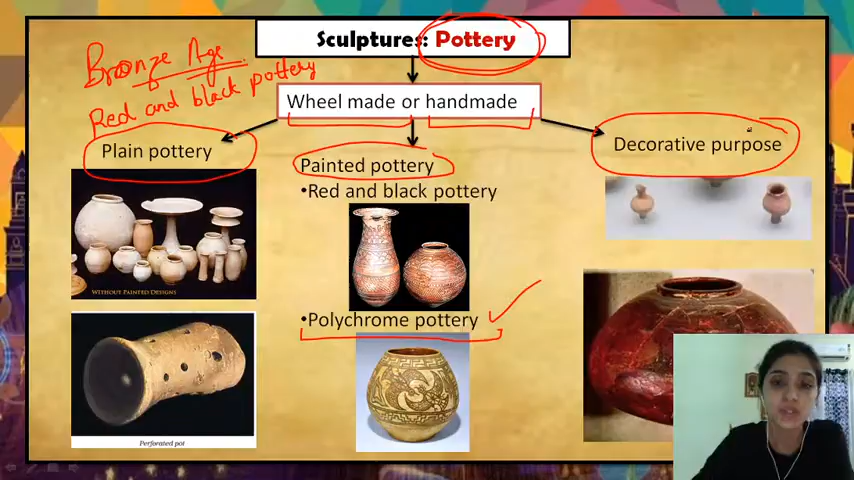 Sculptures: Pottery
Bronze Age
Red and black pottery
Wheel made or handmade
Plain pottery
Painted pottery
Decorative purpose
•Red and black pottery
WITHOUT PAINTED DESIGNS
•Polychrome pottery
Perforated pot